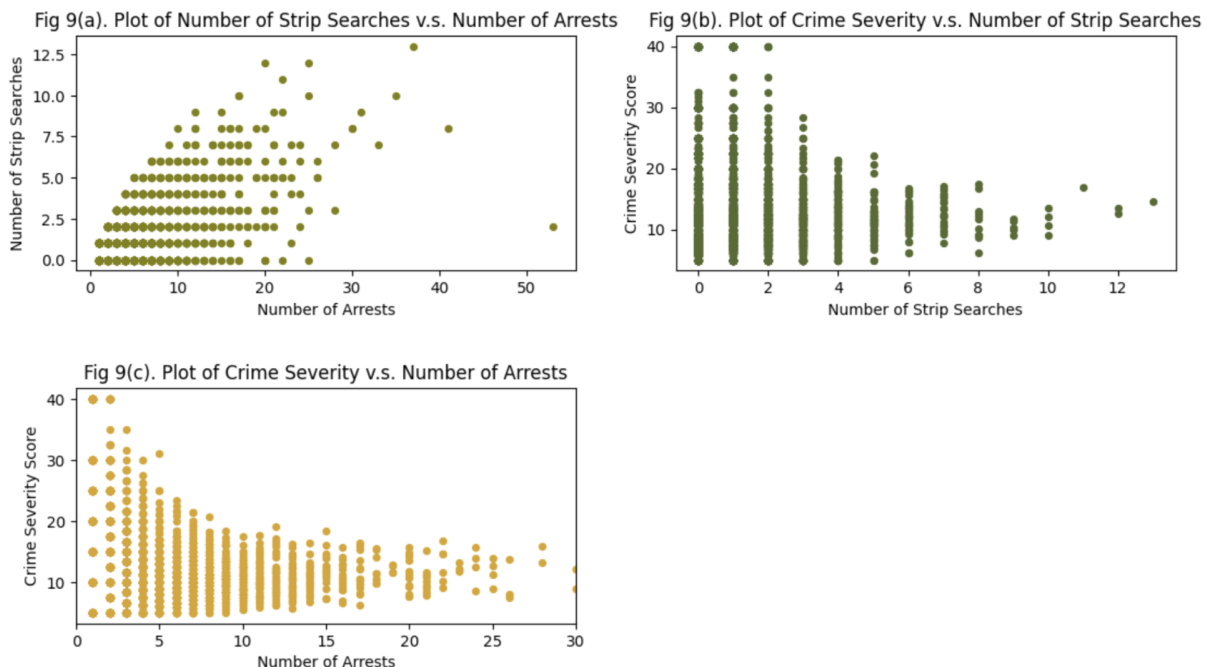 Fig 9(a). Plot of Number of Strip Searches v.s. Number of Arrests
12.5
10.0
7.5
5.0
2.5
0.0
Number of Strip Searches
0 10 20 30 40 50
Number of Arrests
Fig 9(b). Plot of Crime Severity v.s. Number of Strip Searches
40
30
20
10
Crime Severity Score
0 2 4 6 8 10 12
Number of Strip Searches
Fig 9(c). Plot of Crime Severity v.s. Number of Arrests
40
30
20
10
Crime Severity Score
0 5 10 15 20 25 30
Number of Arrests